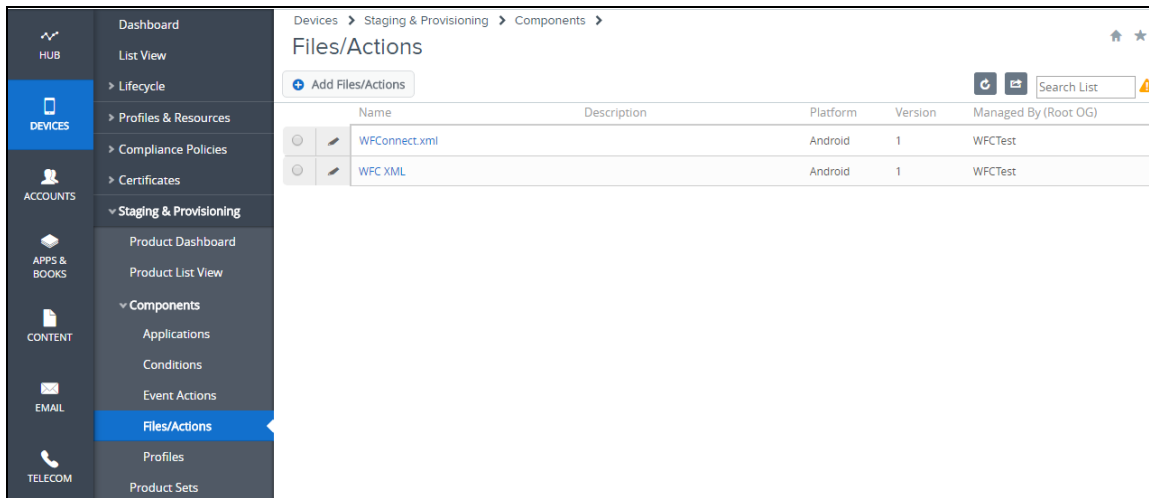 HUB
DEVICES
ACCOUNTS
APPS &
BOOKS
CONTENT
EMAIL
TELECOM
Dashboard
List View
Lifecycle
Profiles & Resources
Compliance Policies
Certificates
Staging & Provisioning
Product Dashboard
Product List View
Components
Applications
Conditions
Event Actions
Files/Actions
Profiles
Product Sets
Devices > Staging & Provisioning > Components >
Files/Actions
Add Files/Actions
Search List
Name Description Platform Version Managed By (Root OG)
WFConnect.xml Android 1 WFCTest
WFC XML Android 1 WFCTest